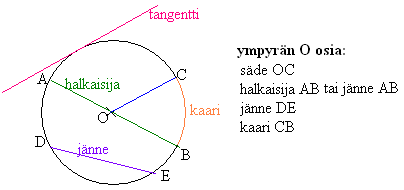 tangentti
A
halkaisija
C
kaari
O
D
jänne
B
E
ympyrän O osia:
säde OC
halkaisija AB tai jänne AB
jänne DE
kaari CB